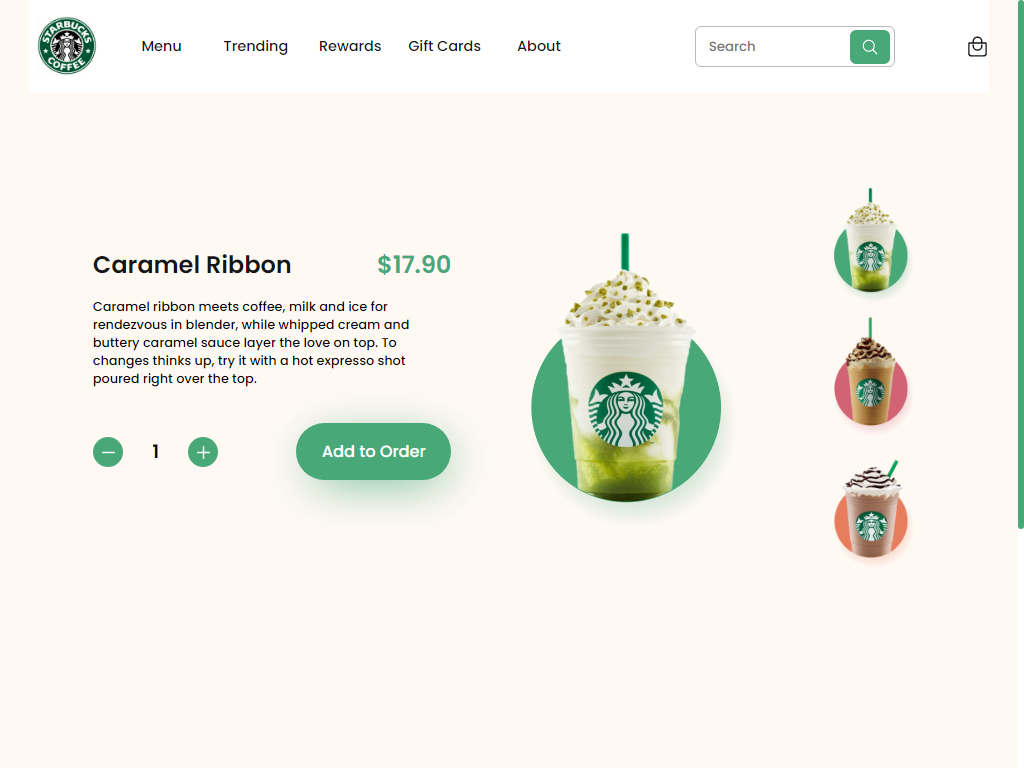 STARBUCKS
COFFEE
Menu
Trending
Rewards
Gift Cards
About
Search
Caramel Ribbon
$17.90
Caramel ribbon meets coffee, milk and ice for
rendezvous in blender, while whipped cream and
buttery caramel sauce layer the love on top. To
changes thinks up, try it with a hot expresso shot
poured right over the top.
1
Add to Order